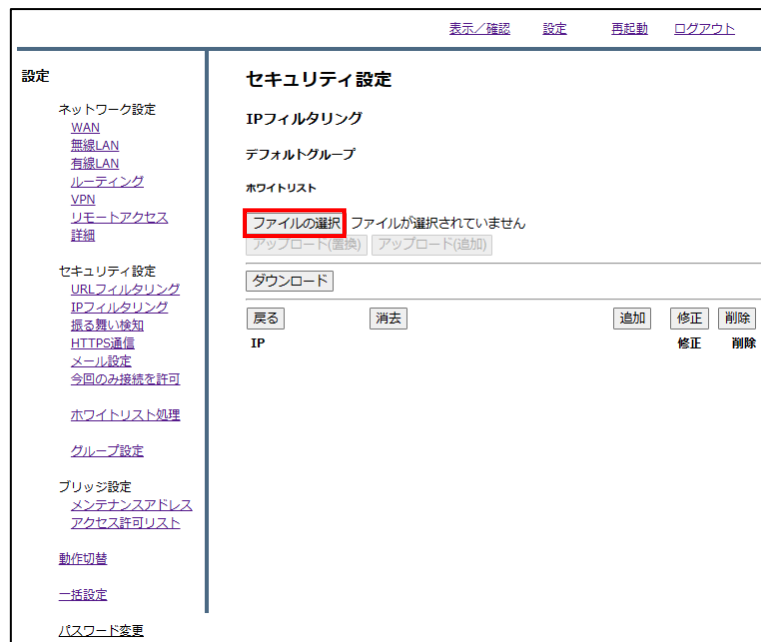 表示／確認 設定 再起動 ログアウト
設定
ネットワーク設定
WAN
無線LAN
有線LAN
ルーティング
VPN
リモートアクセス
詳細
セキュリティ設定
URLフィルタリング
IPフィルタリング
振る舞い検知
HTTPS通信
メール設定
今回のみ接続を許可
ホワイトリスト処理
グループ設定
ブリッジ設定
メンテナンスアドレス
アクセス許可リスト
動作切替
一括設定
パスワード変更
セキュリティ設定
IPフィルタリング
デフォルトグループ
ホワイトリスト
ファイルの選択 ファイルが選択されていません
アップロード(置換) アップロード(追加)
ダウンロード
戻る 消去 追加 修正 削除
IP 修正 削除